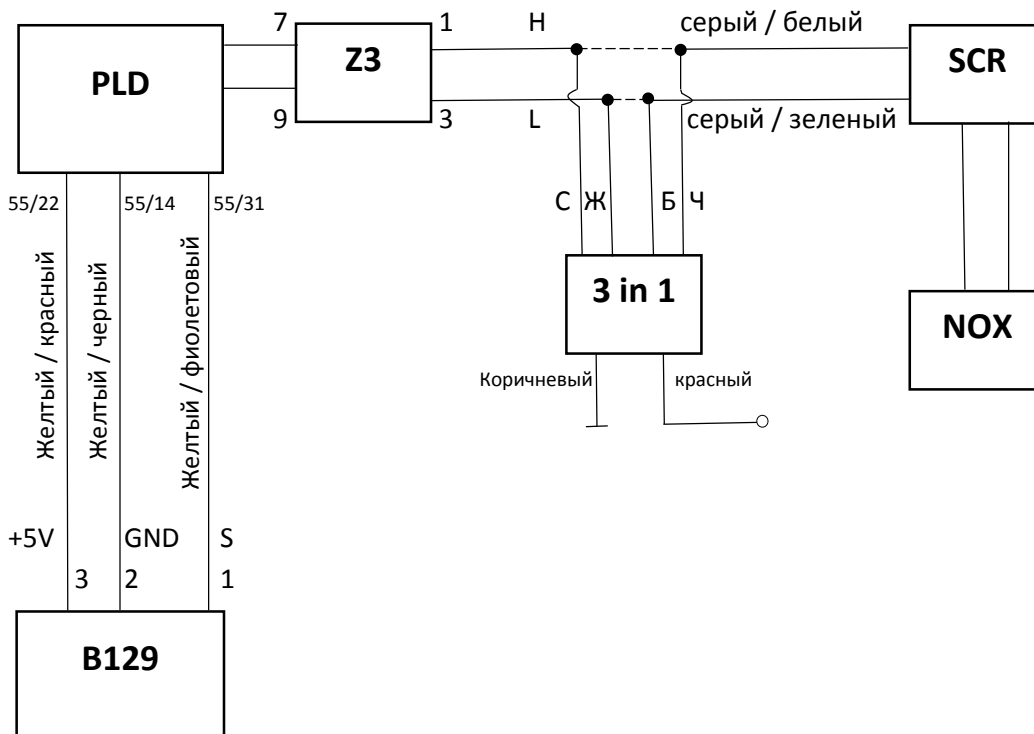 7
1
H
серый / белый
Z3
SCR
PLD
9
3
L
серый / зеленый
55/22
55/14
55/31
С
Ж
Б
Ч
Желтый / красный
Желтый / черный
Желтый / фиолетовый
3 in 1
NOX
Коричневый
красный
+5V
GND
S
3
2
1
B129